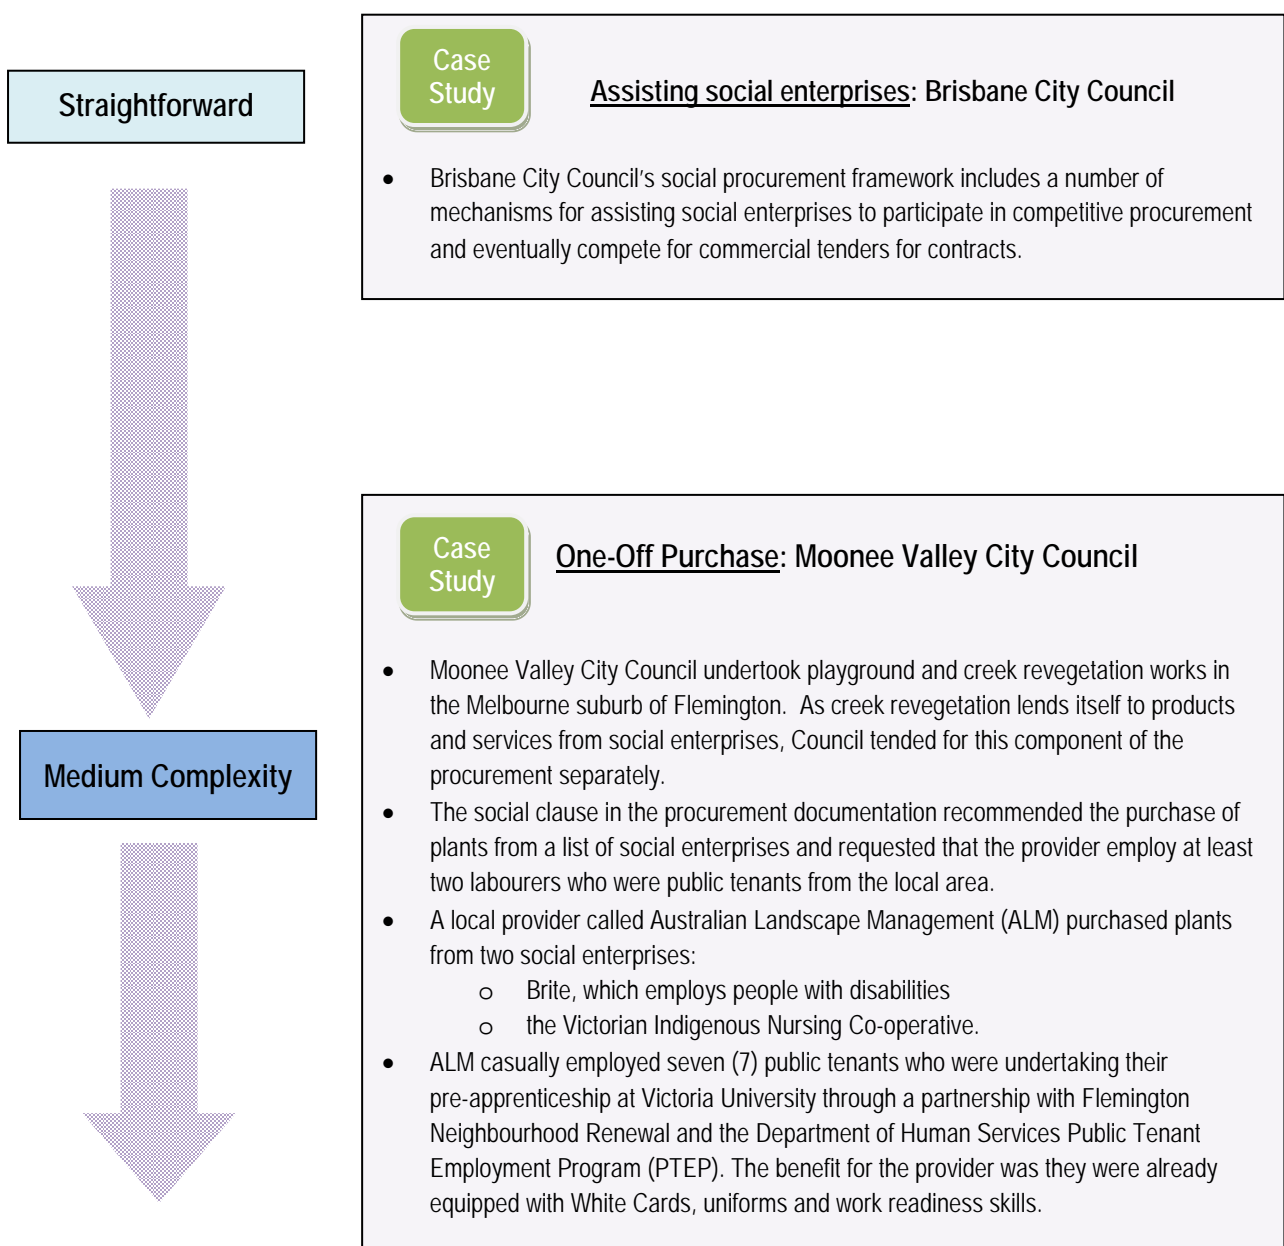 Straightforward
Case
Study
Assisting social enterprises: Brisbane City Council
• Brisbane City Council's social procurement framework includes a number of
mechanisms for assisting social enterprises to participate in competitive procurement
and eventually compete for commercial tenders for contracts.
Medium Complexity
Case
Study
One-Off Purchase: Moonee Valley City Council
• Moonee Valley City Council undertook playground and creek revegetation works in
the Melbourne suburb of Flemington.  As creek revegetation lends itself to products
and services from social enterprises, Council tended for this component of the
procurement separately.
• The social clause in the procurement documentation recommended the purchase of
plants from a list of social enterprises and requested that the provider employ at least
two labourers who were public tenants from the local area.
• A local provider called Australian Landscape Management (ALM) purchased plants
from two social enterprises:
o Brite, which employs people with disabilities
o the Victorian Indigenous Nursing Co-operative.
• ALM casually employed seven (7) public tenants who were undertaking their
pre-apprenticeship at Victoria University through a partnership with Flemington
Neighbourhood Renewal and the Department of Human Services Public Tenant
Employment Program (PTEP). The benefit for the provider was they were already
equipped with White Cards, uniforms and work readiness skills.